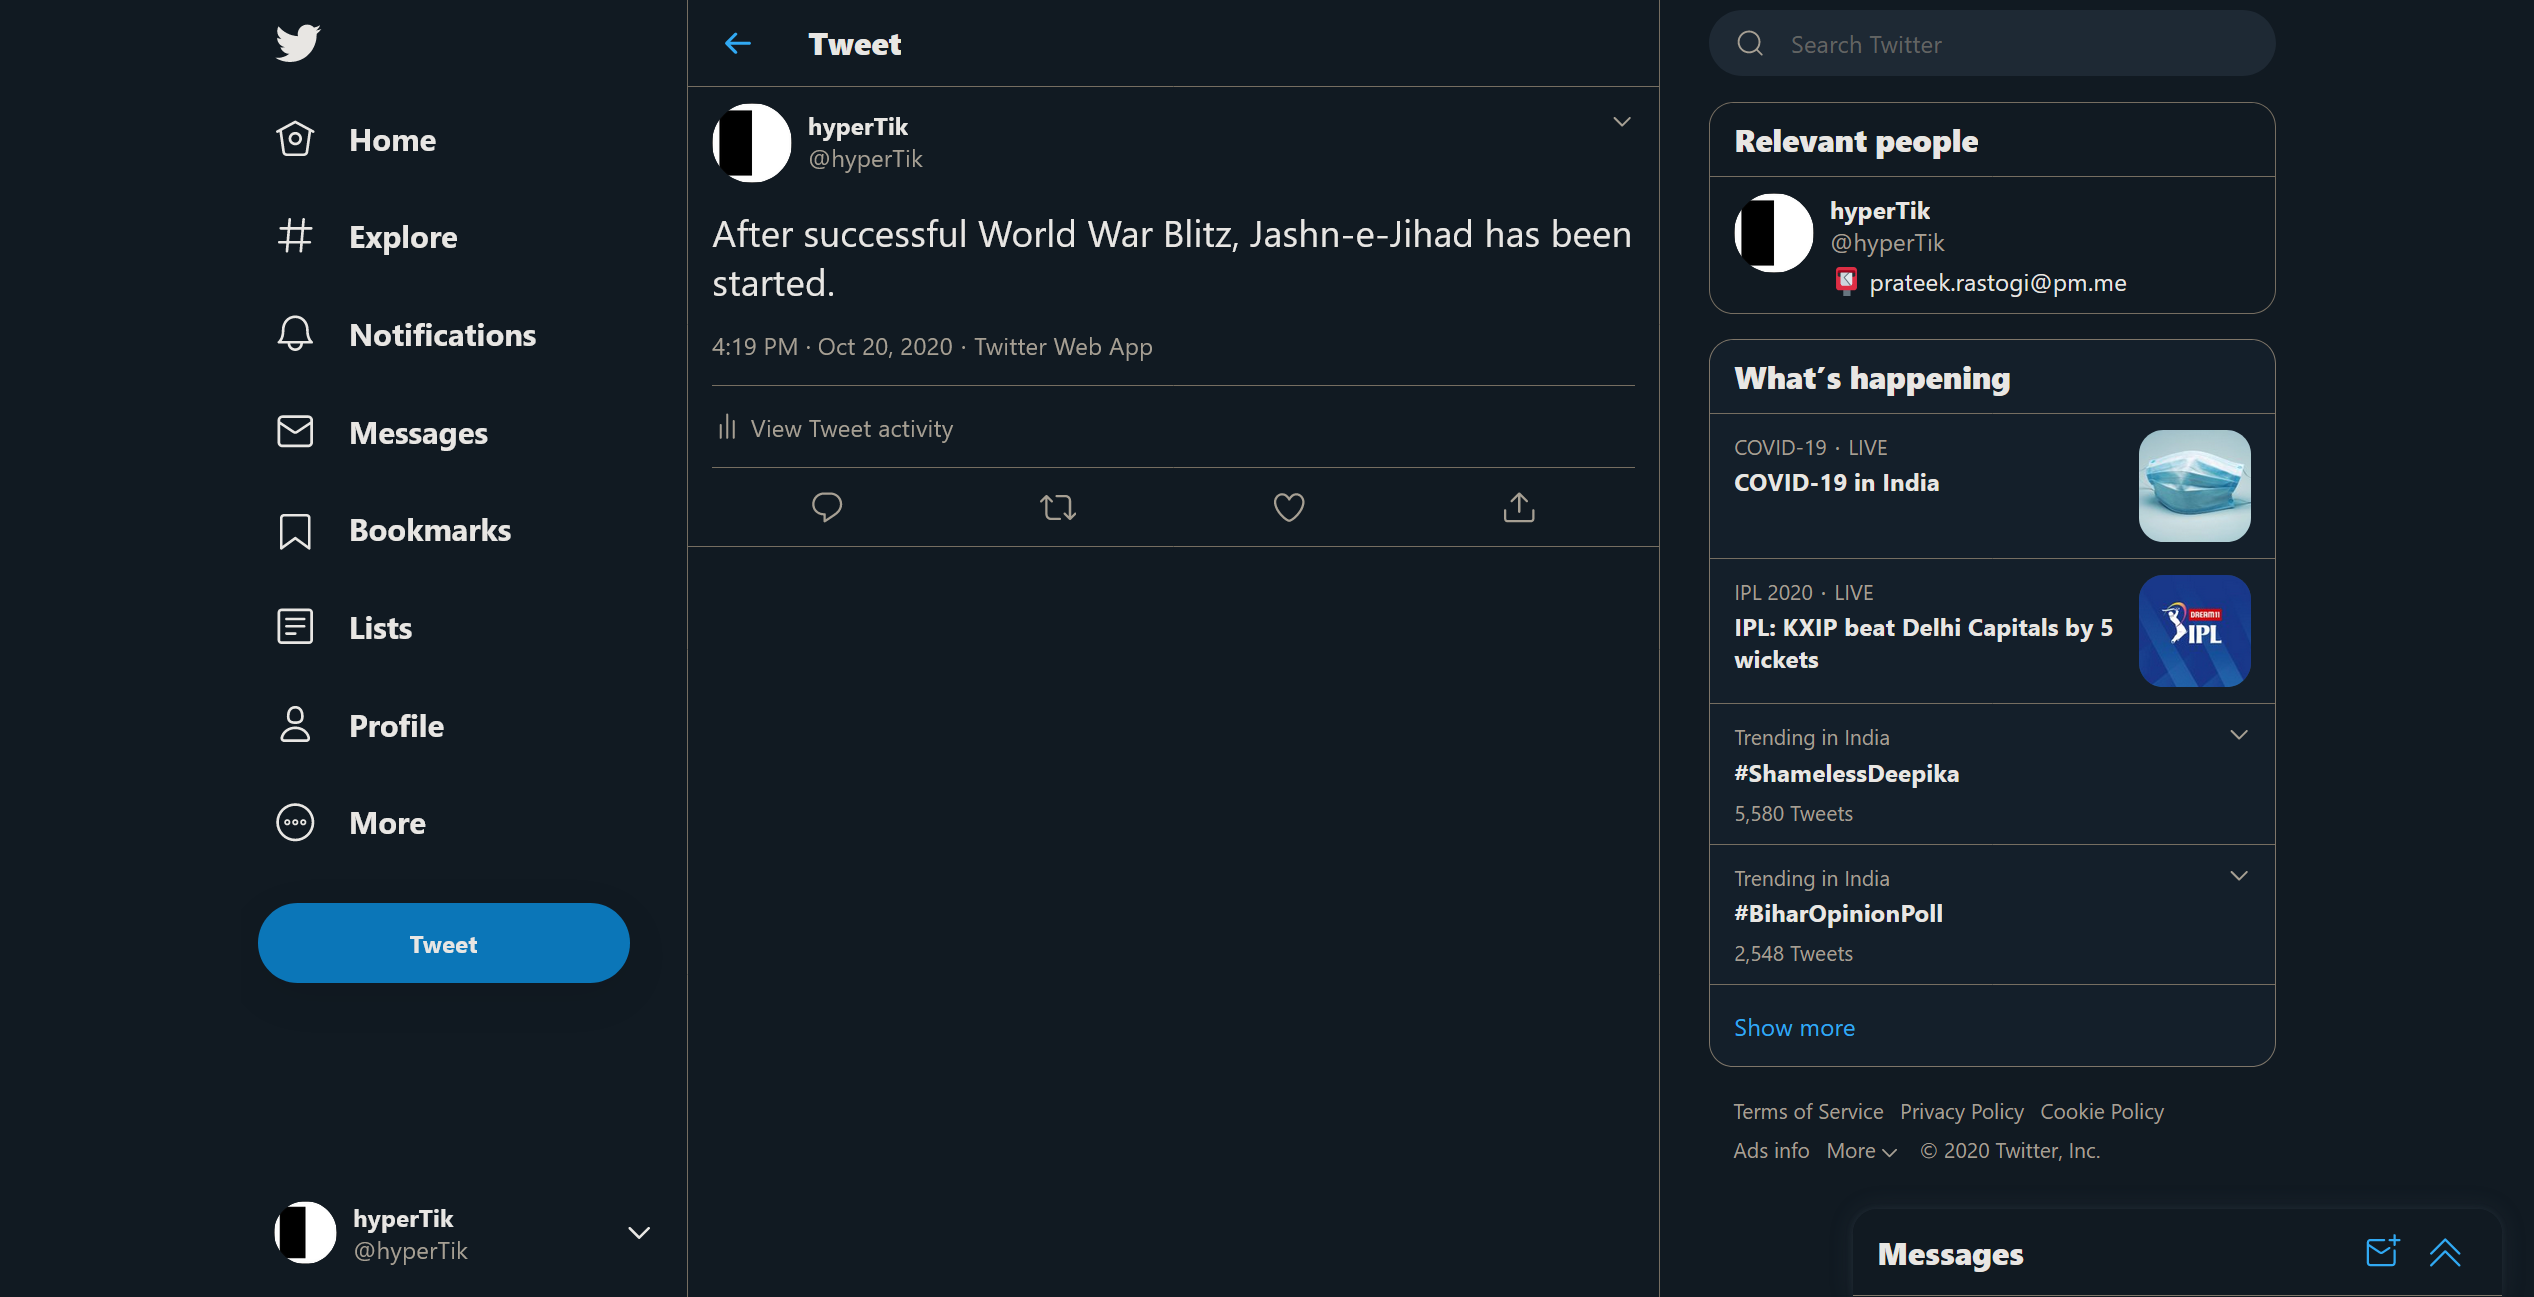 Home
Explore
Notifications
Messages
Bookmarks
Lists
Profile
More
Tweet
hyperTik
@hyperTik
Tweet
hyperTik
@hyperTik
After successful World War Blitz, Jashn-e-Jihad has been
started.
4:19 PM · Oct 20, 2020 · Twitter Web App
View Tweet activity
Search Twitter
Relevant people
hyperTik
@hyperTik
prateek.rastogi@pm.me
What's happening
COVID-19 · LIVE
COVID-19 in India
IPL 2020 · LIVE
IPL: KXIP beat Delhi Capitals by 5
wickets
DREAM11
IPL
Trending in India
#ShamelessDeepika
5,580 Tweets
Trending in India
#BiharOpinionPoll
2,548 Tweets
Show more
Terms of Service Privacy Policy Cookie Policy
Ads info More © 2020 Twitter, Inc.
Messages